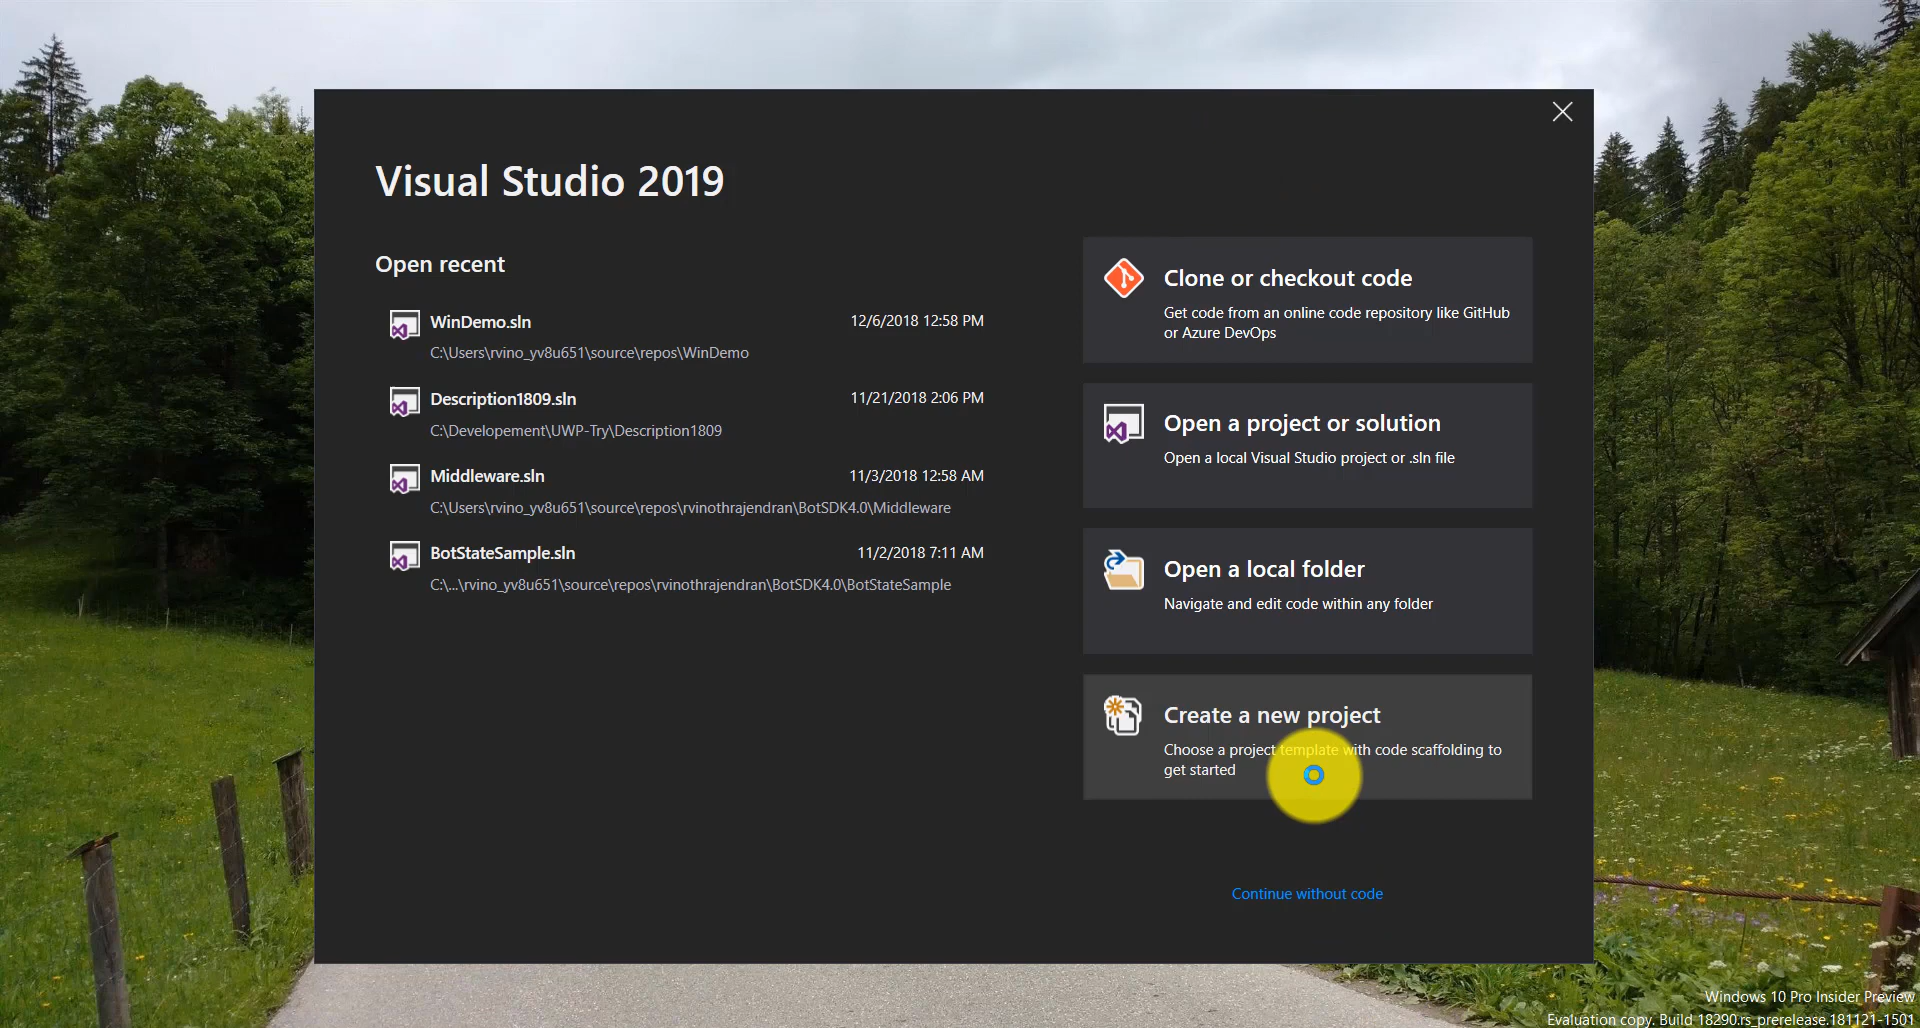 Visual Studio 2019
Open recent
WinDemo.sln
12/6/2018 12:58 PM
C:\Users\rvino_yv8u651\source\repos\WinDemo
Description1809.sln
11/21/2018 2:06 PM
C:\Developement\UWP-Try\Description1809
Middleware.sln
11/3/2018 12:58 AM
C:\Users\rvino_yv8u651\source\repos\rvinothrajendran\BotSDK4.0\Middleware
BotStateSample.sln
11/2/2018 7:11 AM
C:\...\rvino_yv8u651\source\repos\rvinothrajendran\BotSDK4.0\BotStateSample
Clone or checkout code
Get code from an online code repository like GitHub
or Azure DevOps
Open a project or solution
Open a local Visual Studio project or .sln file
Open a local folder
Navigate and edit code within any folder
Create a new project
Choose a project template with code scaffolding to
get started
Continue without code
Windows 10 Pro Insider Preview
Evaluation copy. Build 18290.rs_prerelease.181121-1501